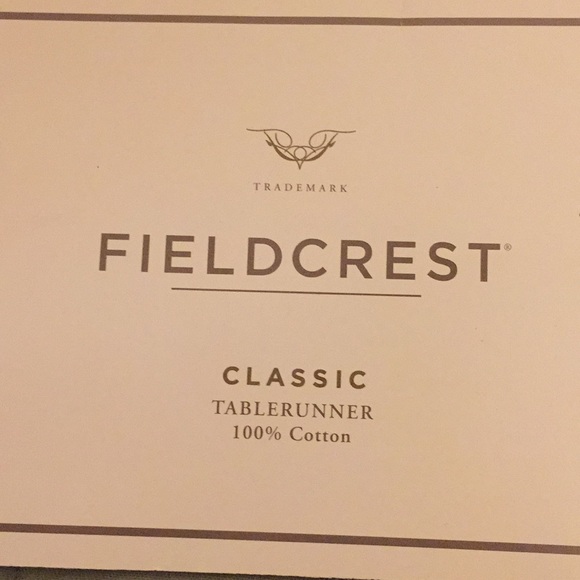 TRADEMARK
FIELDCREST®
CLASSIC
TABLERUNNER
100% Cotton